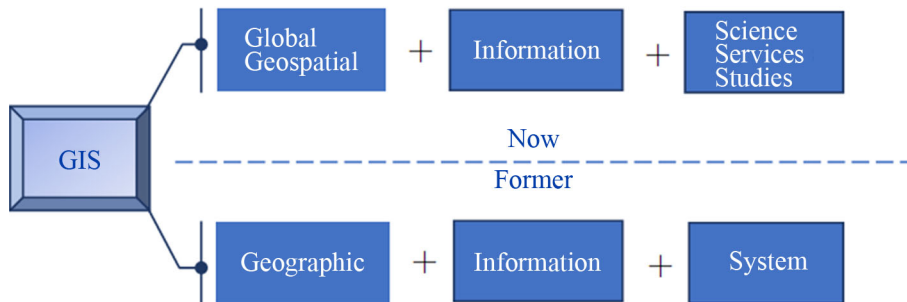 Global
Geospatial
+
Information
+
Science
Services
Studies
GIS
Now
Former
Geographic
+
Information
+
System